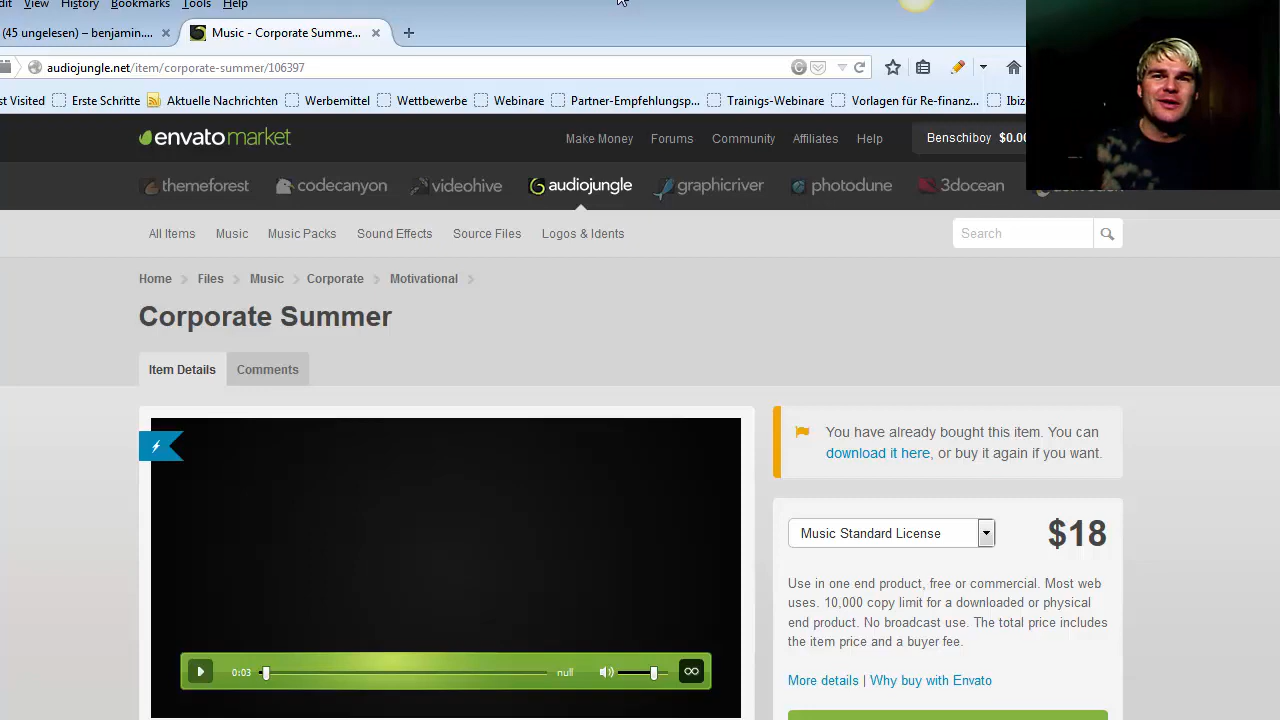 dit View History Bookmarks Tools Help
(45 ungelesen) – benjamin.... × Music - Corporate Summe... × +
audiojungle.net/item/corporate-summer/106397
st Visited Erste Schritte Aktuelle Nachrichten Werbemittel Wettbewerbe Webinare Partner-Empfehlungsp... Trainigs-Webinare Vorlagen für Re-finanz... Ibiz
envatomarket Make Money Forums Community Affiliates Help Benschiboy $0.0
themeforest codecanyon videohive audiojungle graphicriver photodune 3docean
All Items Music Music Packs Sound Effects Source Files Logos & Idents Search
Home Files Music Corporate Motivational
Corporate Summer
Item Details Comments
You have already bought this item. You can
download it here, or buy it again if you want.
Music Standard License $18
Use in one end product, free or commercial. Most web
uses. 10,000 copy limit for a downloaded or physical
end product. No broadcast use. The total price includes
the item price and a buyer fee.
0:03 null
More details | Why buy with Envato